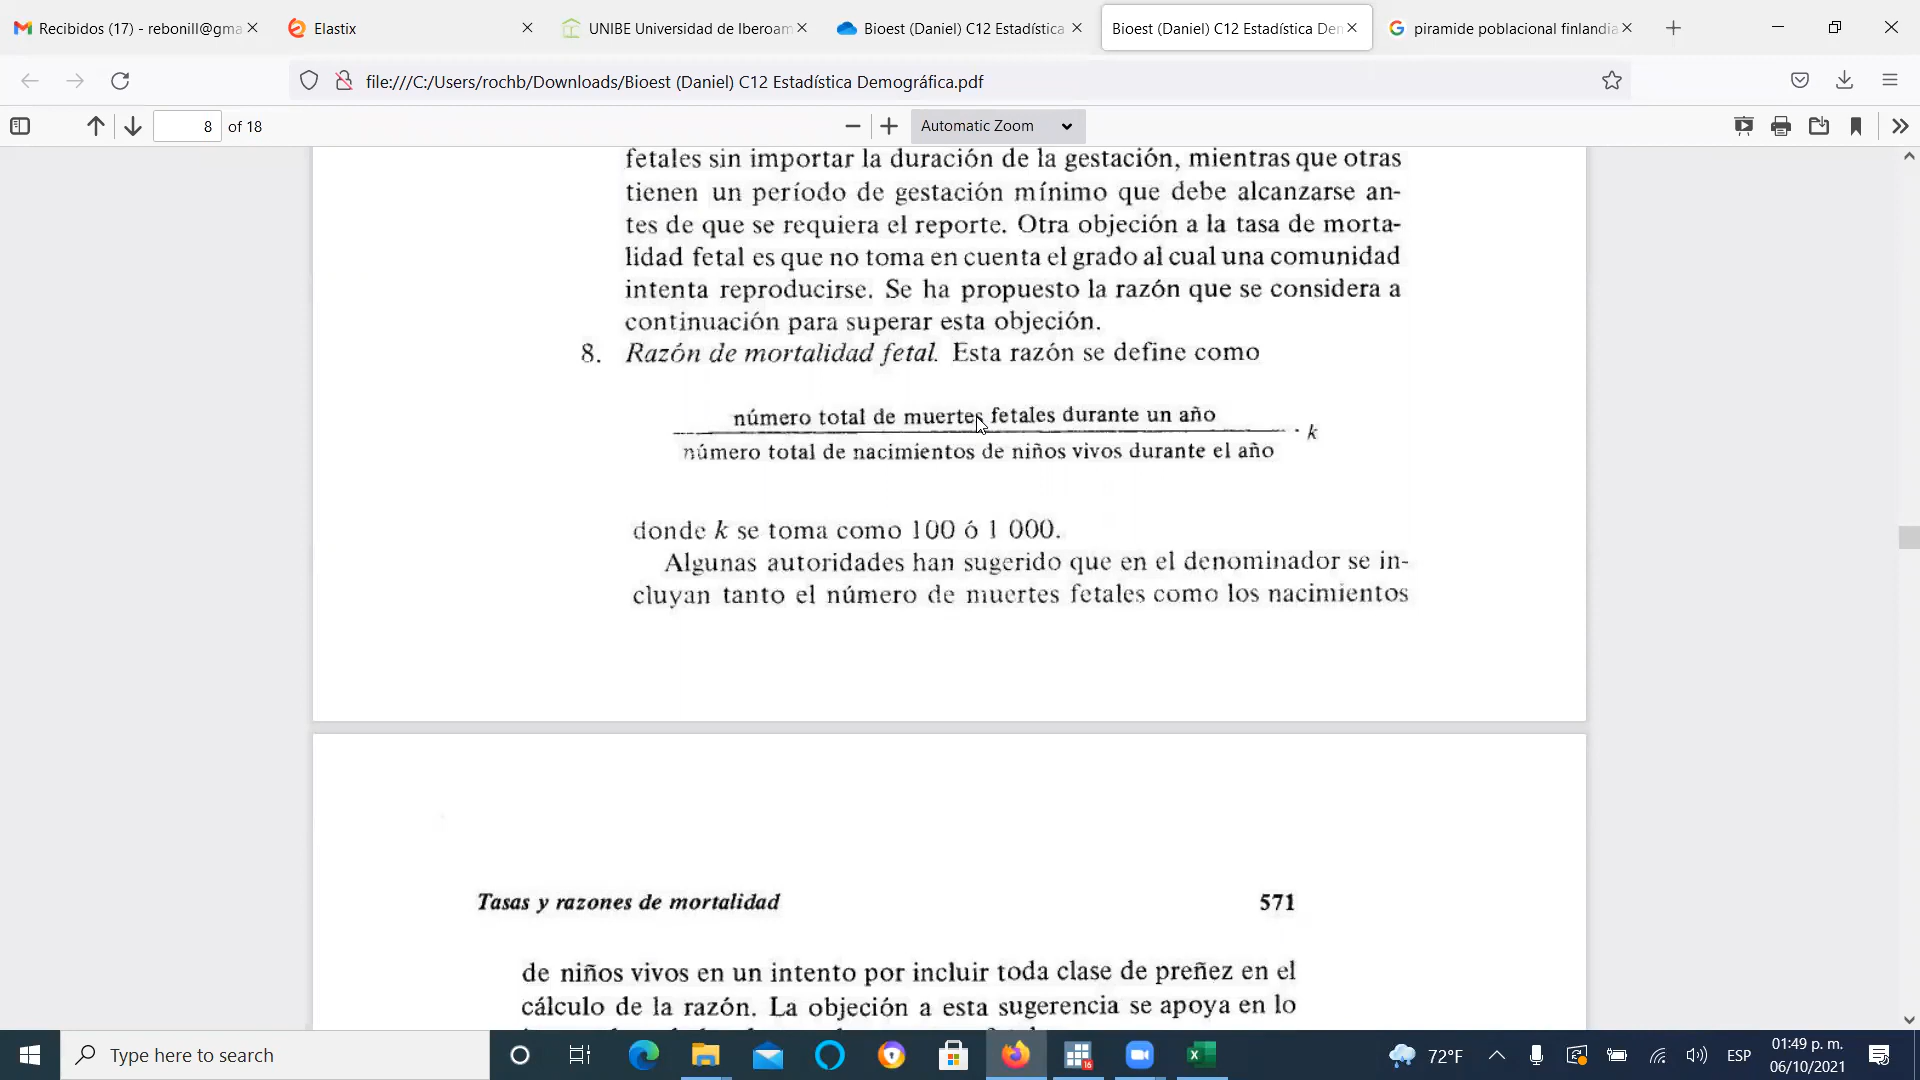 Recibidos (17) - rebonill@gma
Elastix
UNIBE Universidad de Iberoam
Bioest (Daniel) C12 Estadística
Bioest (Daniel) C12 Estadística Den
piramide poblacional finlandia
file:///C:/Users/rochb/Downloads/Bioest (Daniel) C12 Estadística Demográfica.pdf
8 of 18
Automatic Zoom
fetales sin importar la duración de la gestación, mientras que otras
tienen un período de gestación mínimo que debe alcanzarse an-
tes de que se requiera el reporte. Otra objeción a la tasa de morta-
lidad fetal es que no toma en cuenta el grado al cual una comunidad
intenta reproducirse. Se ha propuesto la razón que se considera a
continuación para superar esta objeción.
8. Razón de mortalidad fetal. Esta razón se define como
número total de muertes fetales durante un año
número total de nacimientos de niños vivos durante el año · k
donde k se toma como 100 ó 1 000.
Algunas autoridades han sugerido que en el denominador se in-
cluyan tanto el número de muertes fetales como los nacimientos
Tasas y razones de mortalidad 571
de niños vivos en un intento por incluir toda clase de preñez en el
cálculo de la razón. La objeción a esta sugerencia se apoya en lo
Type here to search
16
72°F
ESP
01:49 p. m.
06/10/2021